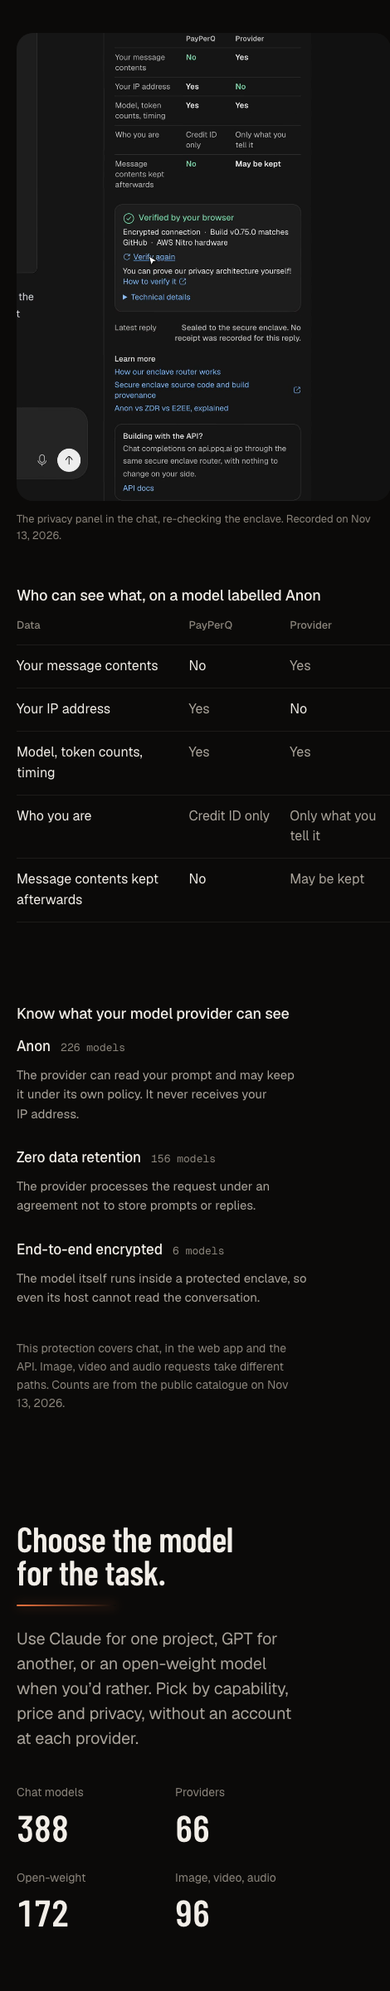 PayPerQ Provider
Your message No Yes
contents
Your IP address Yes No
Model, token Yes Yes
counts, timing
Who you are Credit ID Only what you
only tell it
Message No May be kept
contents kept
afterwards
Verified by your browser
Encrypted connection · Build v0.75.0 matches
GitHub · AWS Nitro hardware
Verify again
You can prove our privacy architecture yourself!
How to verify it
Technical details
the
t
Latest reply Sealed to the secure enclave. No
receipt was recorded for this reply.
Learn more
How our enclave router works
Secure enclave source code and build
provenance
Anon vs ZDR vs E2EE, explained
Building with the API?
Chat completions on api.ppq.ai go through the
same secure enclave router, with nothing to
change on your side.
API docs
The privacy panel in the chat, re-checking the enclave. Recorded on Nov
13, 2026.
Who can see what, on a model labelled Anon
Data PayPerQ Provider
Your message contents No Yes
Your IP address Yes No
Model, token counts, Yes Yes
timing
Who you are Credit ID only Only what you
tell it
Message contents kept No May be kept
afterwards
Know what your model provider can see
Anon 226 models
The provider can read your prompt and may keep
it under its own policy. It never receives your
IP address.
Zero data retention 156 models
The provider processes the request under an
agreement not to store prompts or replies.
End-to-end encrypted 6 models
The model itself runs inside a protected enclave, so
even its host cannot read the conversation.
This protection covers chat, in the web app and the
API. Image, video and audio requests take different
paths. Counts are from the public catalogue on Nov
13, 2026.
Choose the model
for the task.
Use Claude for one project, GPT for
another, or an open-weight model
when you’d rather. Pick by capability,
price and privacy, without an account
at each provider.
Chat models Providers
388 66
Open-weight Image, video, audio
172 96